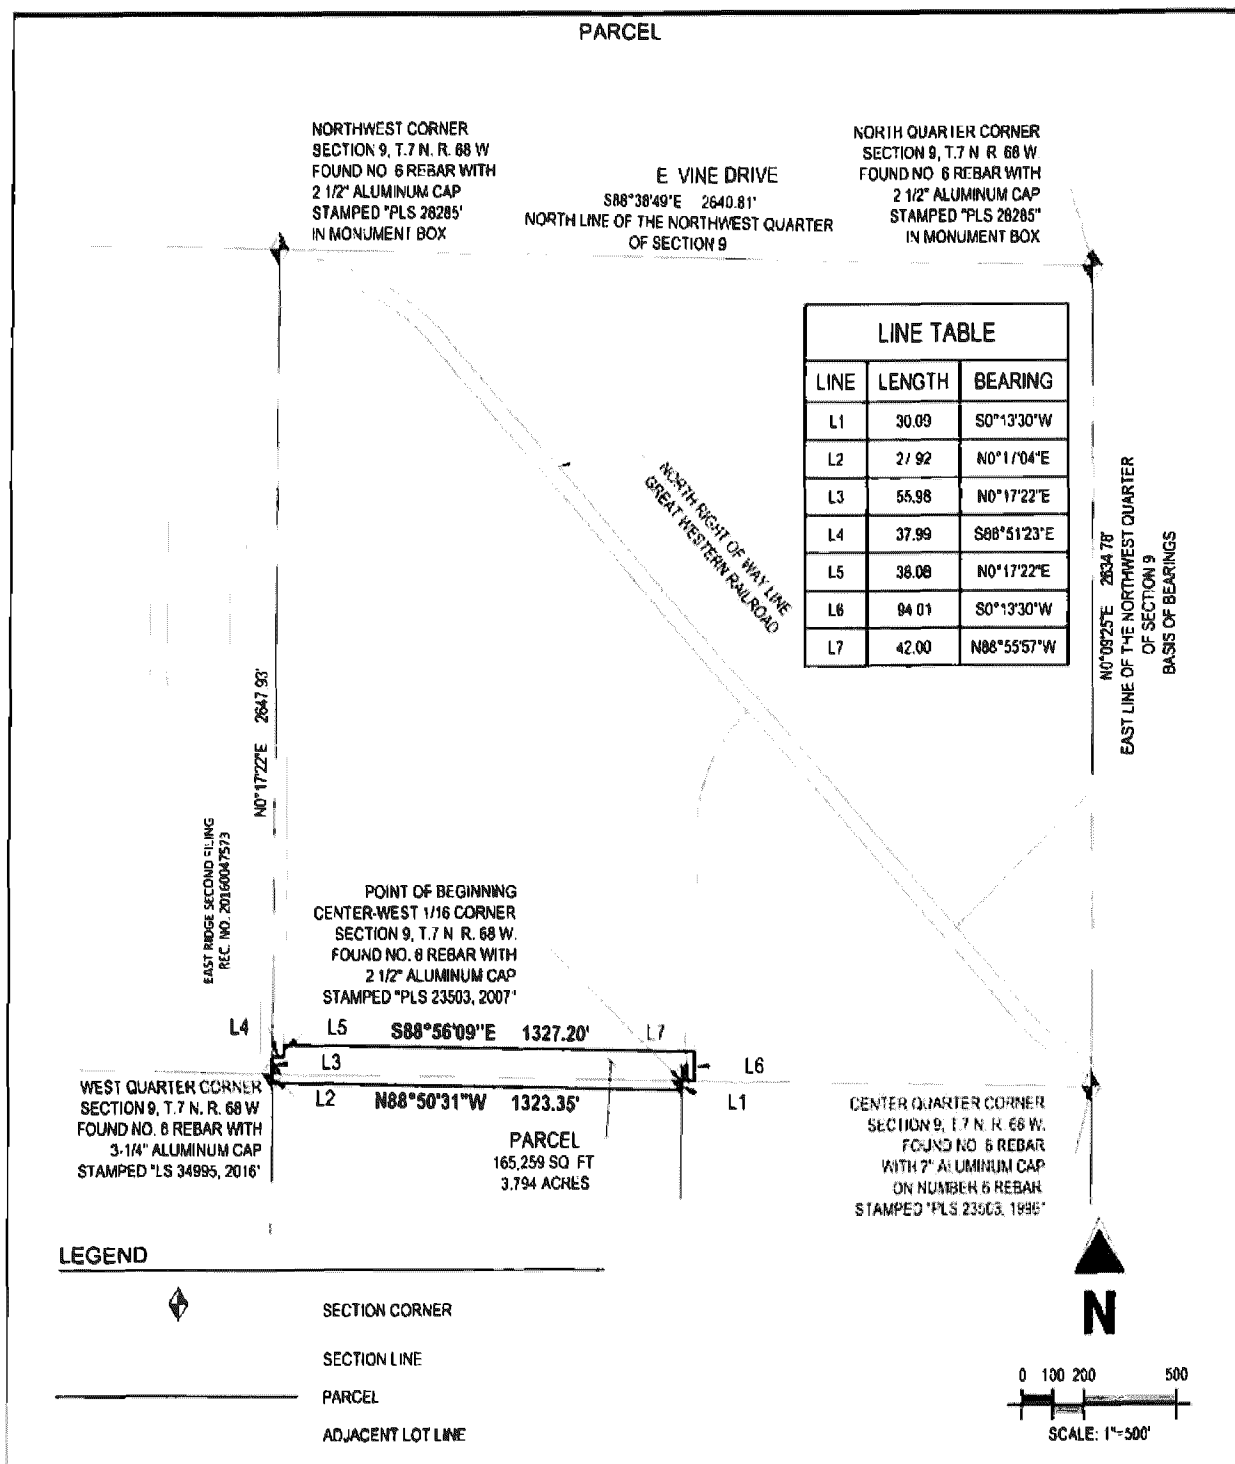 PARCEL
NORTHWEST CORNER
SECTION 9, T.7 N. R. 68 W
FOUND NO 6 REBAR WITH
2 1/2" ALUMINUM CAP
STAMPED "PLS 28285'
IN MONUMENT BOX
E VINE DRIVE
S88°38'49"E 2640.81'
NORTH LINE OF THE NORTHWEST QUARTER
OF SECTION 9
NORTH QUARTER CORNER
SECTION 9, T.7 N R 68 W
FOUND NO 6 REBAR WITH
2 1/2" ALUMINUM CAP
STAMPED "PLS 28285"
IN MONUMENT BOX
LINE TABLE
LINE LENGTH BEARING
L1 30.09 S0°13'30"W
L2 27 92 N0°17'04"E
L3 55.98 N0°17'22"E
L4 37.99 S88°51'23"E
L5 38.08 N0°17'22"E
L6 94 01 S0°13'30"W
L7 42.00 N88°55'57"W
NORTH RIGHT OF WAY LINE
GREAT WESTERN RAILROAD
N0°09'25"E 2634 78'
EAST LINE OF THE NORTHWEST QUARTER
OF SECTION 9
BASIS OF BEARINGS
N0°17'22"E 2647 93'
EAST RIDGE SECOND FILING
REC. NO. 20160047573
POINT OF BEGINNING
CENTER-WEST 1/16 CORNER
SECTION 9, T.7 N R. 68 W.
FOUND NO. 6 REBAR WITH
2 1/2" ALUMINUM CAP
STAMPED "PLS 23503, 2007'
L4
L5
S88°56'09"E 1327.20'
L7
L3
L6
WEST QUARTER CORNER
SECTION 9, T.7 N. R. 68 W
FOUND NO. 6 REBAR WITH
3-1/4" ALUMINUM CAP
STAMPED "LS 34995, 2016'
L2
N88°50'31"W 1323.35'
L1
PARCEL
165,259 SQ FT
3.794 ACRES
CENTER QUARTER CORNER
SECTION 9, T.7 N. R. 68 W.
FOUND NO 6 REBAR
WITH 2" ALUMINUM CAP
ON NUMBER 6 REBAR
STAMPED "PLS 23503, 1996"
LEGEND
SECTION CORNER
SECTION LINE
PARCEL
ADJACENT LOT LINE
N
0 100 200 500
SCALE: 1"=500'